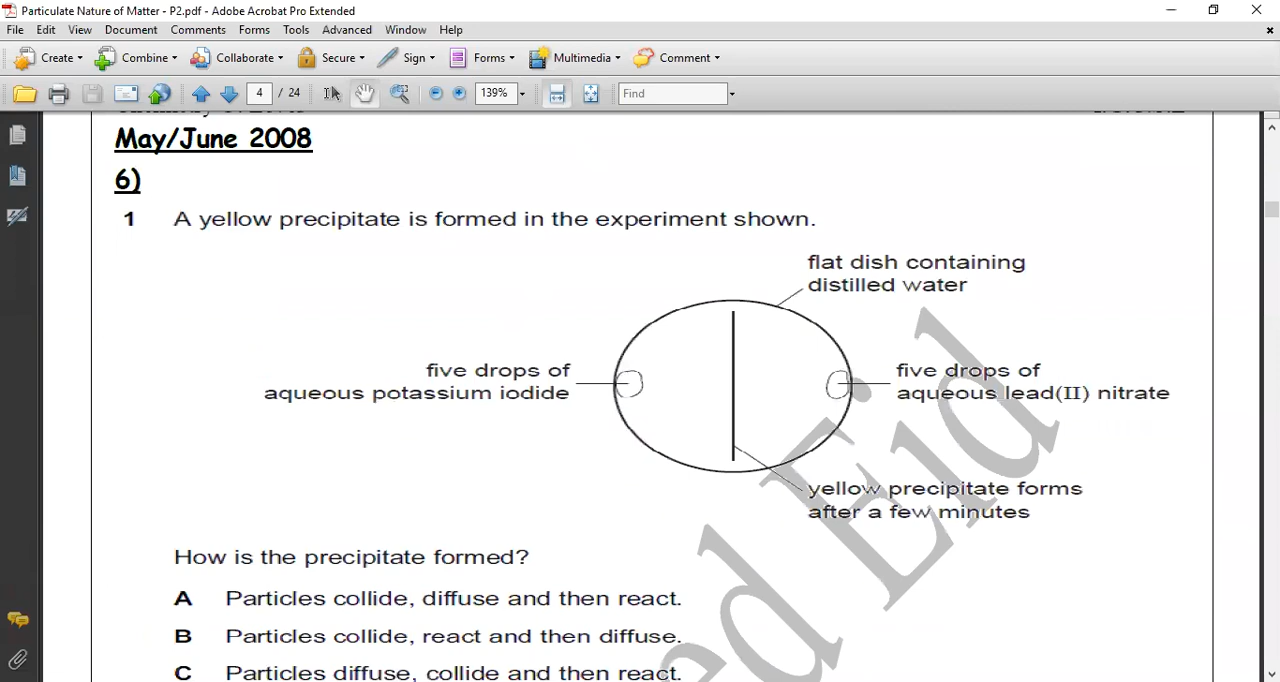 Particulate Nature of Matter - P2.pdf - Adobe Acrobat Pro Extended
File Edit View Document Comments Forms Tools Advanced Window Help
Create Combine Collaborate Secure Sign Forms Multimedia Comment
4 / 24 139% Find
May/June 2008
6)
1 A yellow precipitate is formed in the experiment shown.
flat dish containing
distilled water
five drops of
aqueous potassium iodide
five drops of
aqueous lead(II) nitrate
yellow precipitate forms
after a few minutes
How is the precipitate formed?
A Particles collide, diffuse and then react.
B Particles collide, react and then diffuse.
C Particles diffuse, collide and then react.
ed Eid